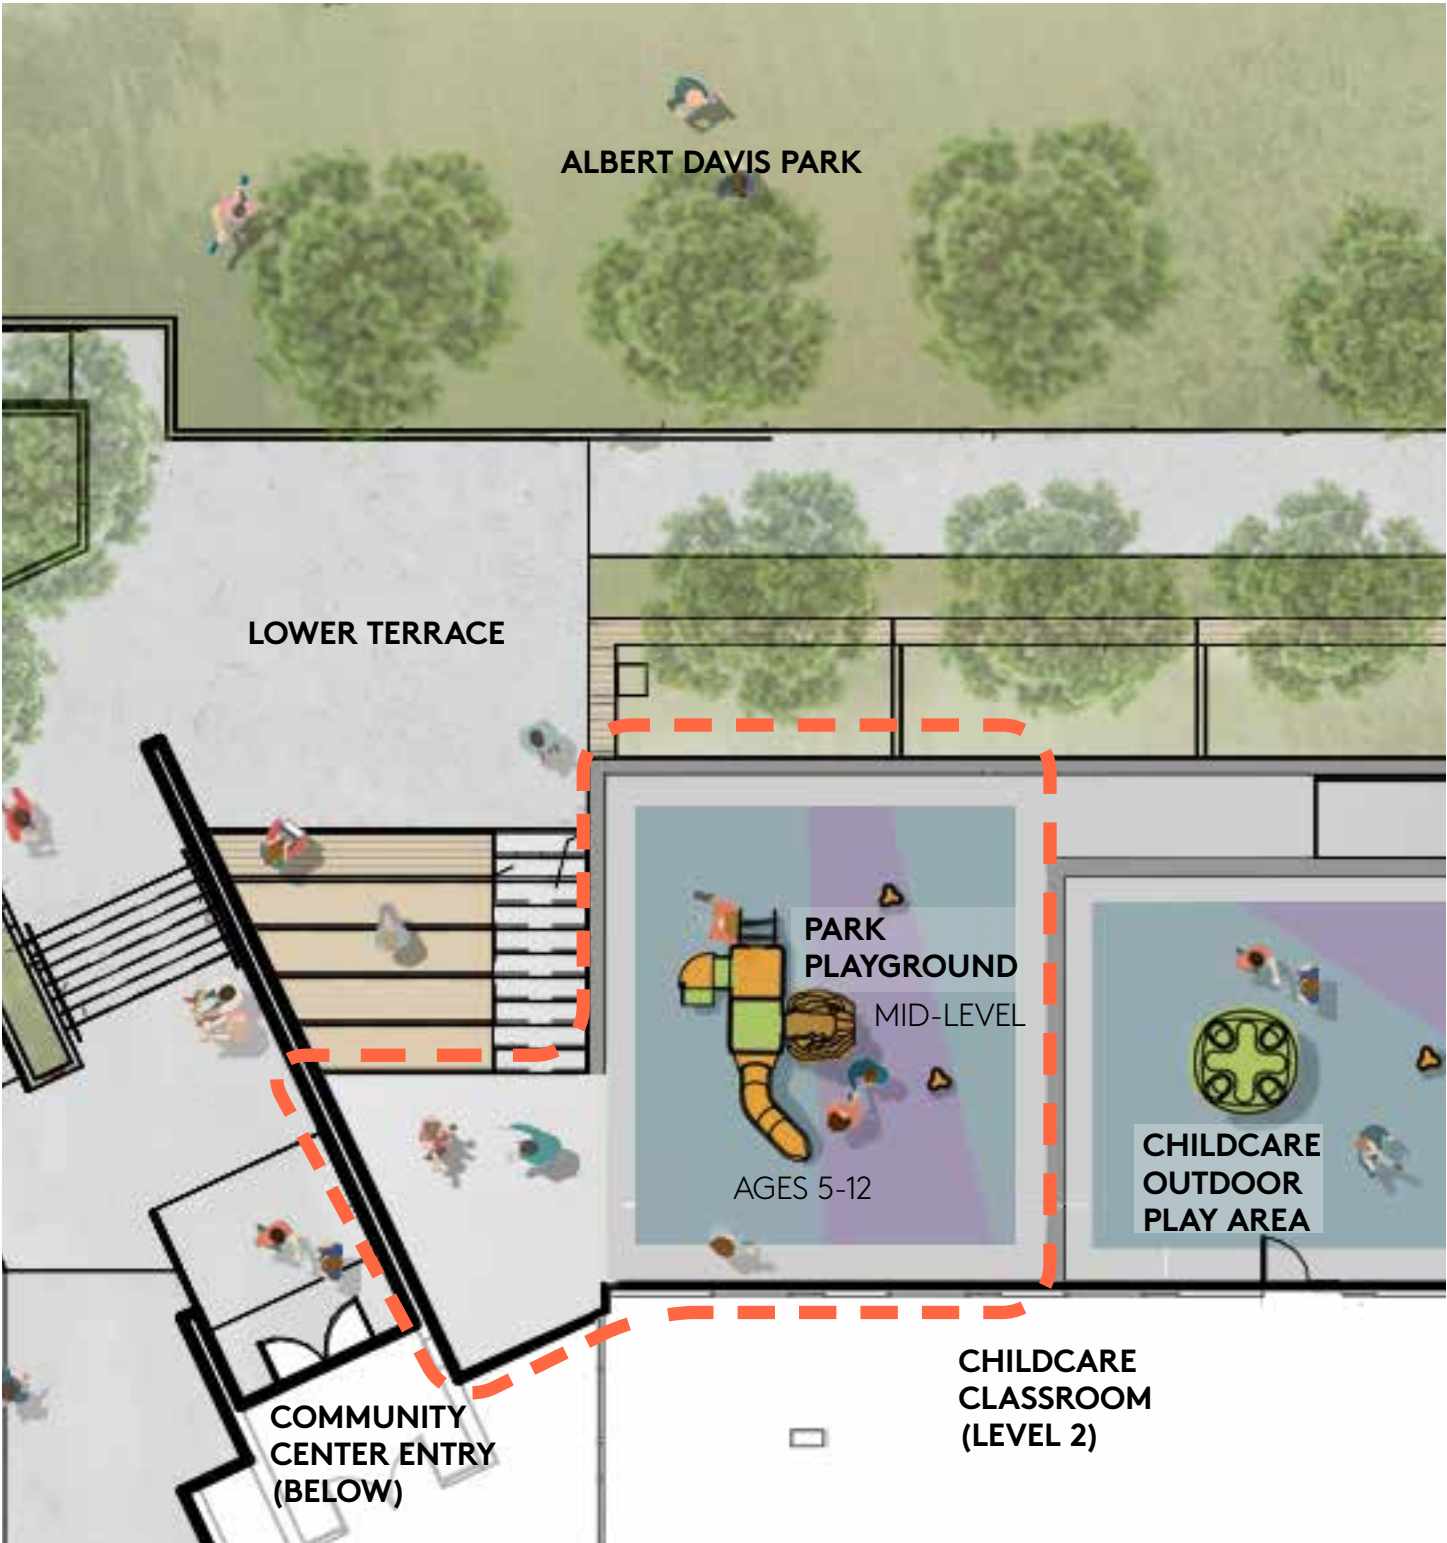 ALBERT DAVIS PARK
LOWER TERRACE
PARK
PLAYGROUND
MID-LEVEL
AGES 5-12
CHILDCARE
OUTDOOR
PLAY AREA
CHILDCARE
CLASSROOM
(LEVEL 2)
COMMUNITY
CENTER ENTRY
(BELOW)